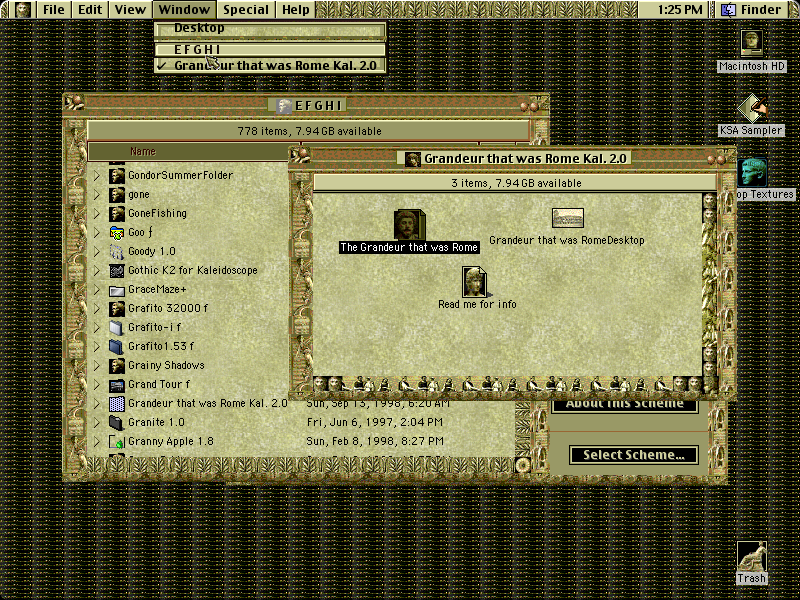 File Edit View Window Special Help 1:25 PM Finder
Desktop
E F G H I
✓ Grandeur that was Rome Kal. 2.0
Macintosh HD
KSA Sampler
op Textures
Trash
E F G H I
778 items, 7.94 GB available
Name
GondorSummerFolder
gone
GoneFishing
Goo ƒ
Goody 1.0
Gothic K2 for Kaleidoscope
GraceMaze+
Grafito 32000 f
Grafito-i f
Grafito1.53 f
Grainy Shadows
Grand Tour f
Grandeur that was Rome Kal. 2.0 Sun, Sep 13, 1998, 6:20 AM
Granite 1.0 Fri, Jun 6, 1997, 2:04 PM
Granny Apple 1.8 Sun, Feb 8, 1998, 8:27 PM
Grandeur that was Rome Kal. 2.0
3 items, 7.94 GB available
The Grandeur that was Rome
Grandeur that was RomeDesktop
Read me for info
About This Scheme
Select Scheme...